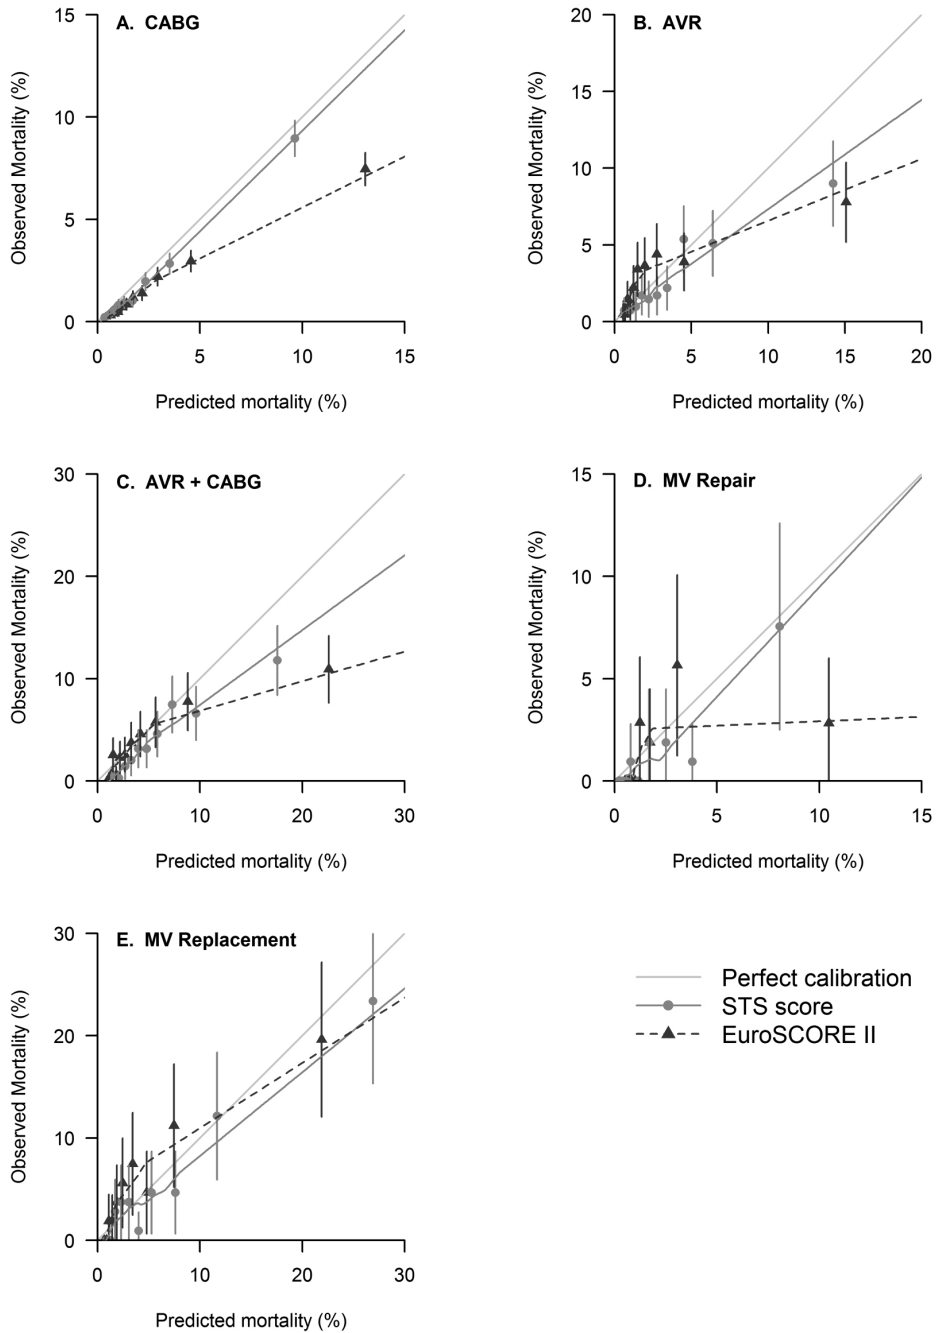 A. CABG
Observed Mortality (%)
15
10
5
0
0 5 10 15
Predicted mortality (%)
B. AVR
Observed Mortality (%)
20
15
10
5
0
0 5 10 15 20
Predicted mortality (%)
C. AVR + CABG
Observed Mortality (%)
30
20
10
0
0 10 20 30
Predicted mortality (%)
D. MV Repair
Observed Mortality (%)
15
10
5
0
0 5 10 15
Predicted mortality (%)
E. MV Replacement
Observed Mortality (%)
30
20
10
0
0 10 20 30
Predicted mortality (%)
Perfect calibration
STS score
EuroSCORE II